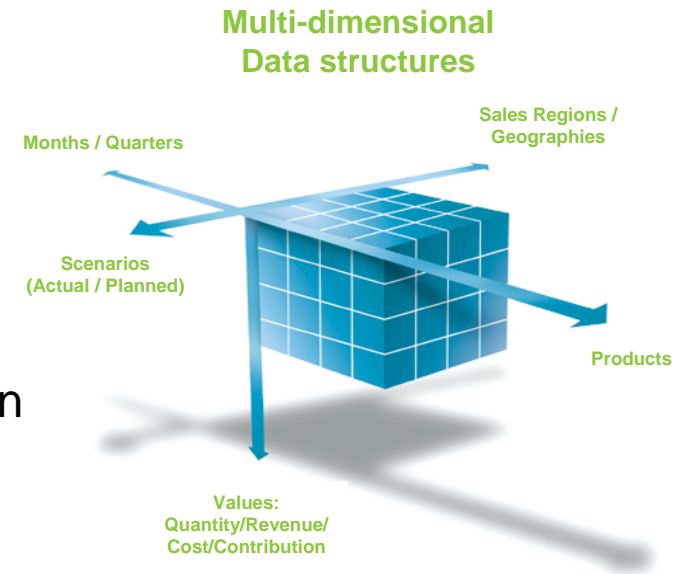 Multi-dimensional
Data structures
Sales Regions /
Geographies
Months / Quarters
Scenarios
(Actual / Planned)
Products
n
Values:
Quantity/Revenue/
Cost/Contribution